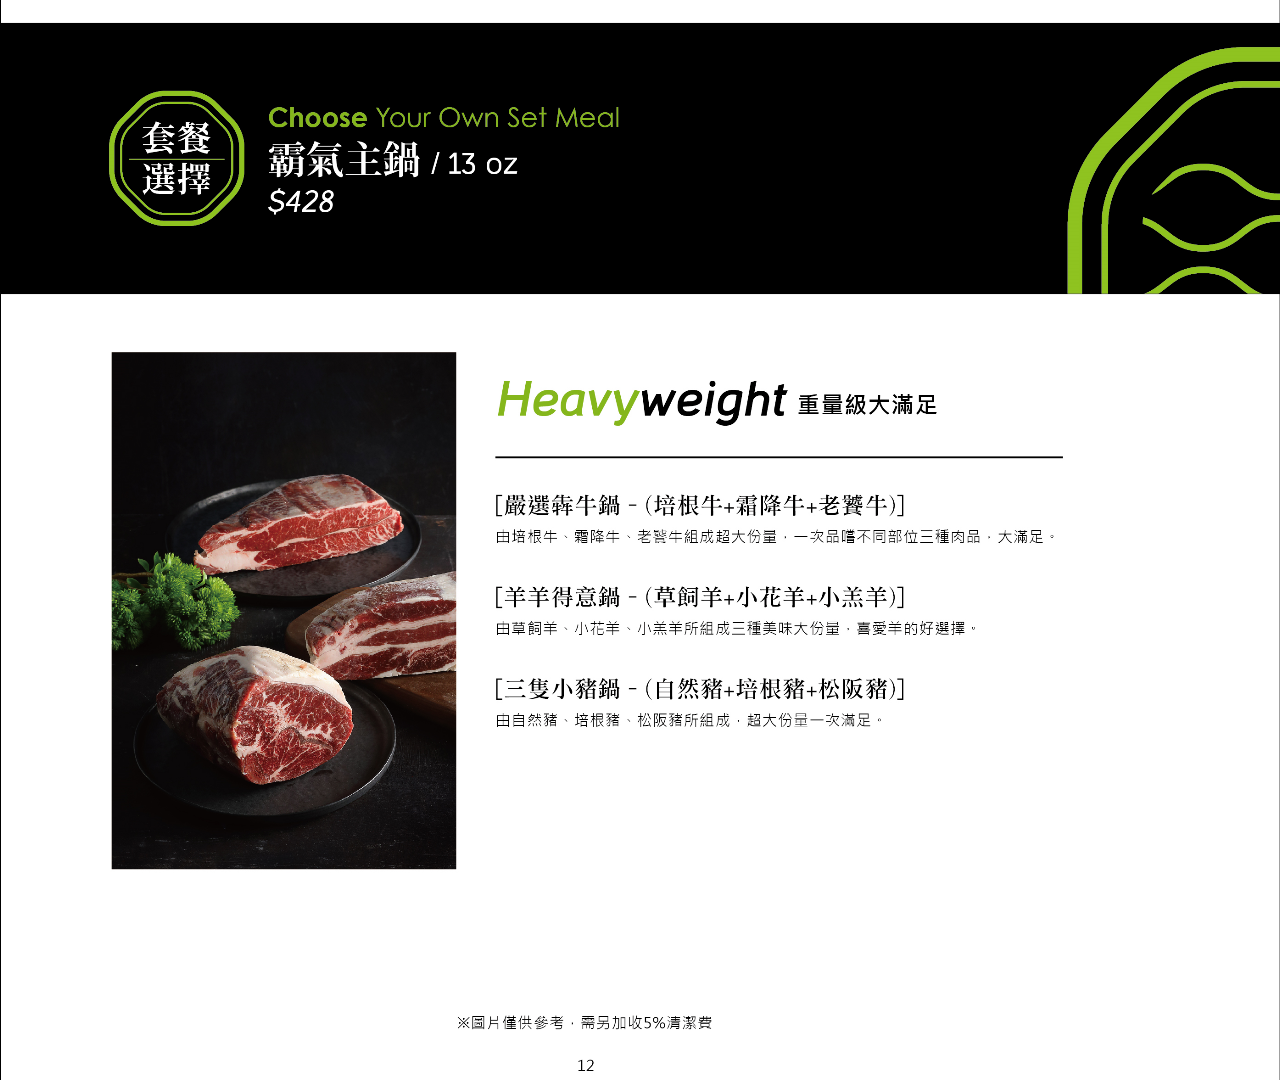 套餐
選擇
Choose Your Own Set Meal
霸氣主鍋 / 13 oz
$428
Heavyweight 重量級大滿足
[嚴選犇牛鍋 - (培根牛+霜降牛+老饕牛)]
由培根牛、霜降牛、老饕牛組成超大份量，一次品嚐不同部位三種肉品，大滿足。
[羊羊得意鍋 - (草飼羊+小花羊+小羔羊)]
由草飼羊、小花羊、小羔羊所組成三種美味大份量，喜愛羊的好選擇。
[三隻小豬鍋 - (自然豬+培根豬+松阪豬)]
由自然豬、培根豬、松阪豬所組成，超大份量一次滿足。
※圖片僅供參考，需另加收5%清潔費
12